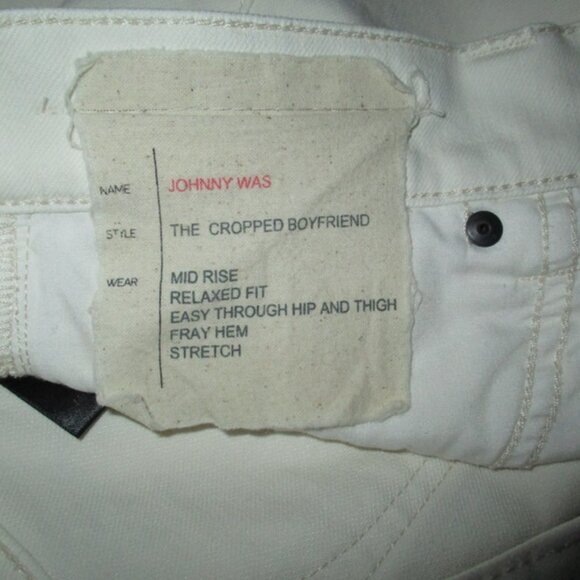 NAME JOHNNY WAS
STYLE THE CROPPED BOYFRIEND
WEAR MID RISE
RELAXED FIT
EASY THROUGH HIP AND THIGH
FRAY HEM
STRETCH